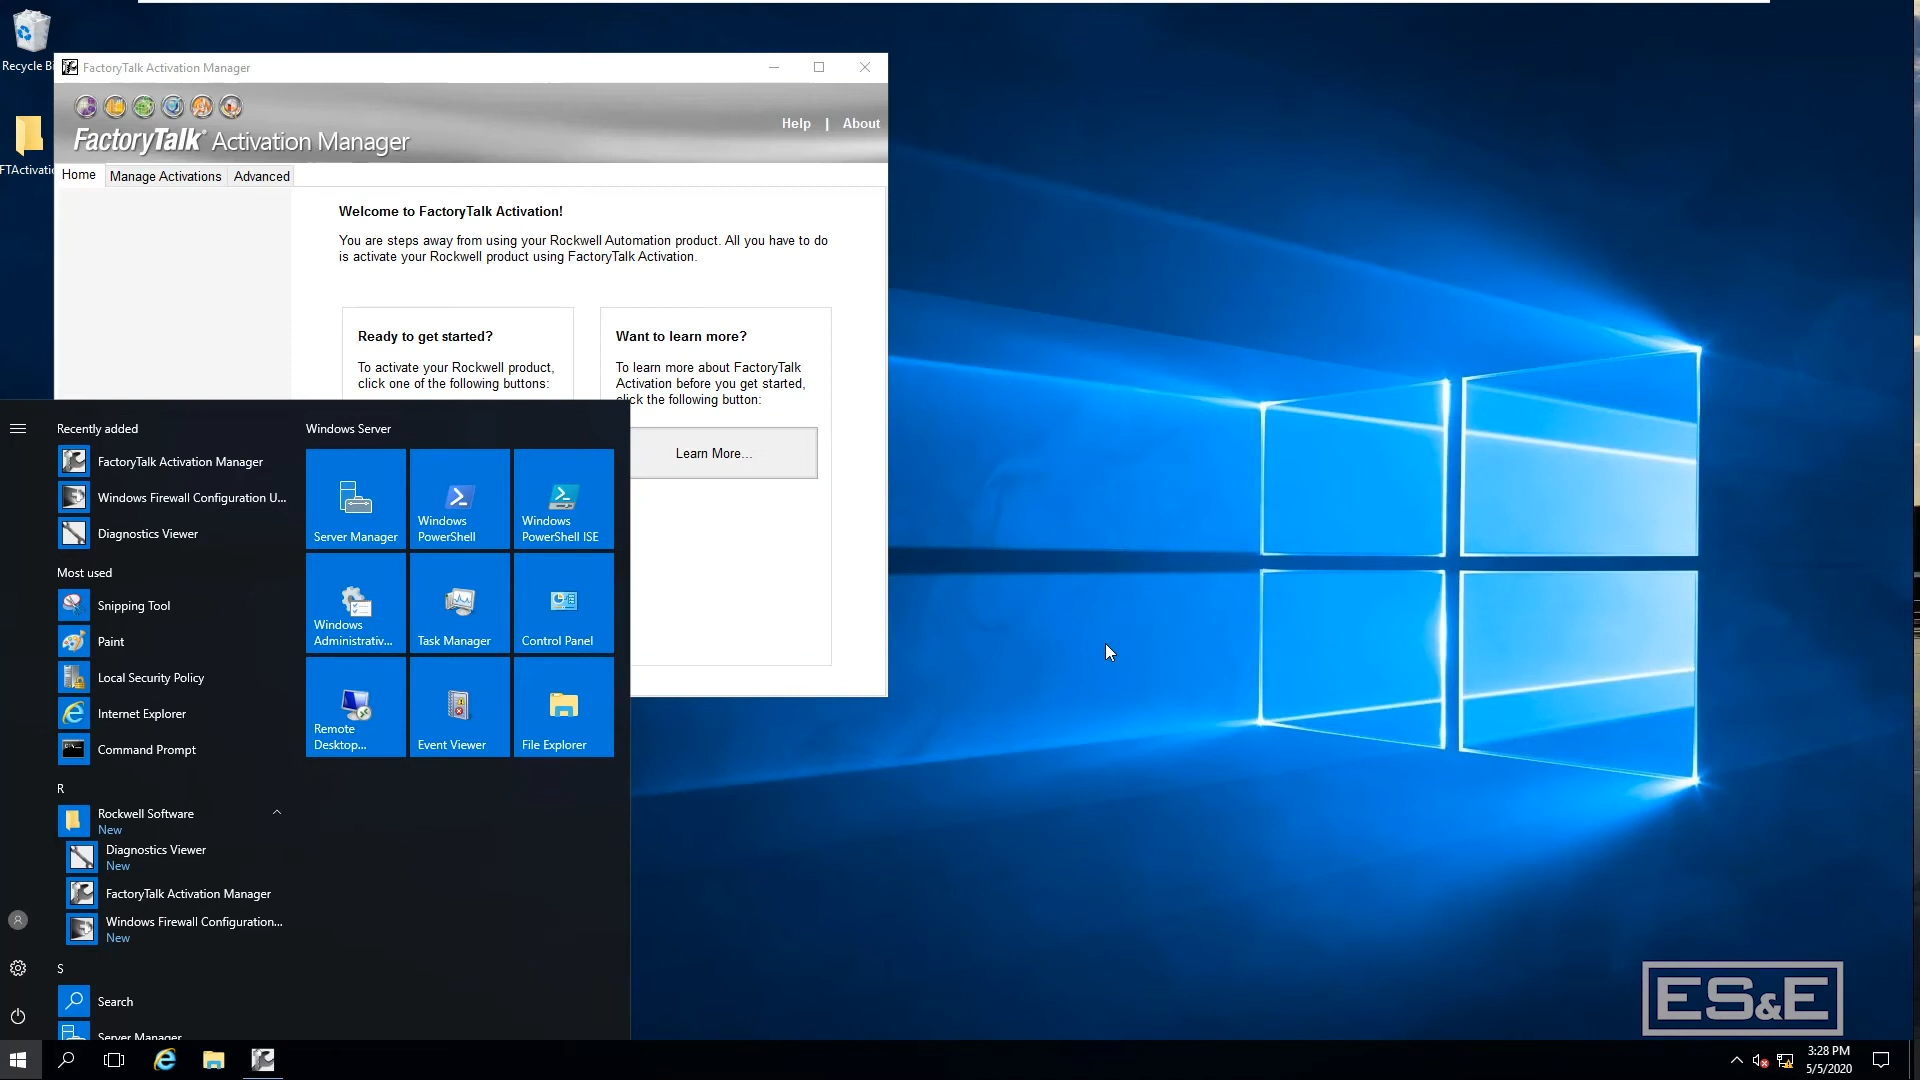 Recycle Bi
FTActivatio
FactoryTalk Activation Manager
FactoryTalk® Activation Manager
Help | About
Home
Manage Activations
Advanced
Welcome to FactoryTalk Activation!
You are steps away from using your Rockwell Automation product. All you have to do
is activate your Rockwell product using FactoryTalk Activation.
Ready to get started?
To activate your Rockwell product,
click one of the following buttons:
Want to learn more?
To learn more about FactoryTalk
Activation before you get started,
click the following button:
Learn More...
Recently added
FactoryTalk Activation Manager
Windows Firewall Configuration U...
Diagnostics Viewer
Most used
Snipping Tool
Paint
Local Security Policy
Internet Explorer
Command Prompt
R
Rockwell Software
New
Diagnostics Viewer
New
FactoryTalk Activation Manager
Windows Firewall Configuration...
New
S
Search
Server Manager
Windows Server
Server Manager
Windows
PowerShell
Windows
PowerShell ISE
Windows
Administrativ...
Task Manager
Control Panel
Remote
Desktop...
Event Viewer
File Explorer
ES&E
3:28 PM
5/5/2020